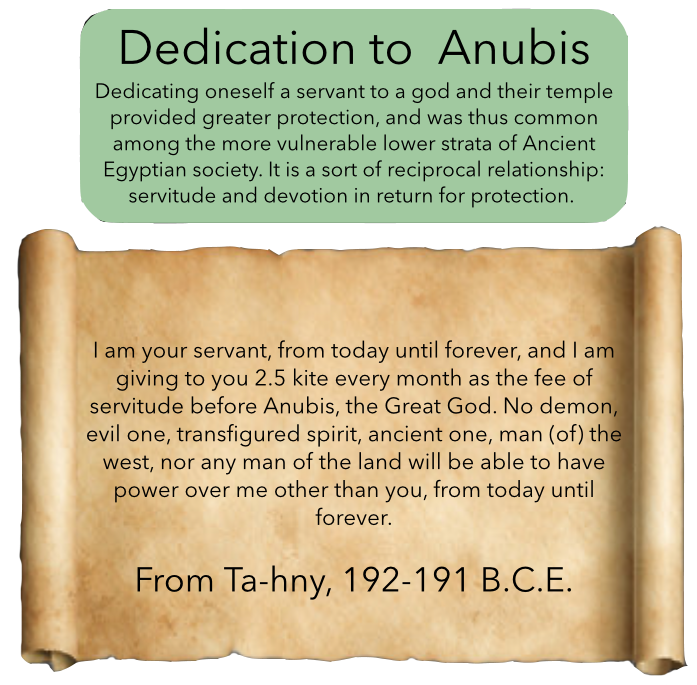 Dedication to Anubis
Dedicating oneself a servant to a god and their temple
provided greater protection, and was thus common
among the more vulnerable lower strata of Ancient
Egyptian society. It is a sort of reciprocal relationship:
servitude and devotion in return for protection.
I am your servant, from today until forever, and I am
giving to you 2.5 kite every month as the fee of
servitude before Anubis, the Great God. No demon,
evil one, transfigured spirit, ancient one, man (of) the
west, nor any man of the land will be able to have
power over me other than you, from today until
forever.
From Ta-hny, 192-191 B.C.E.